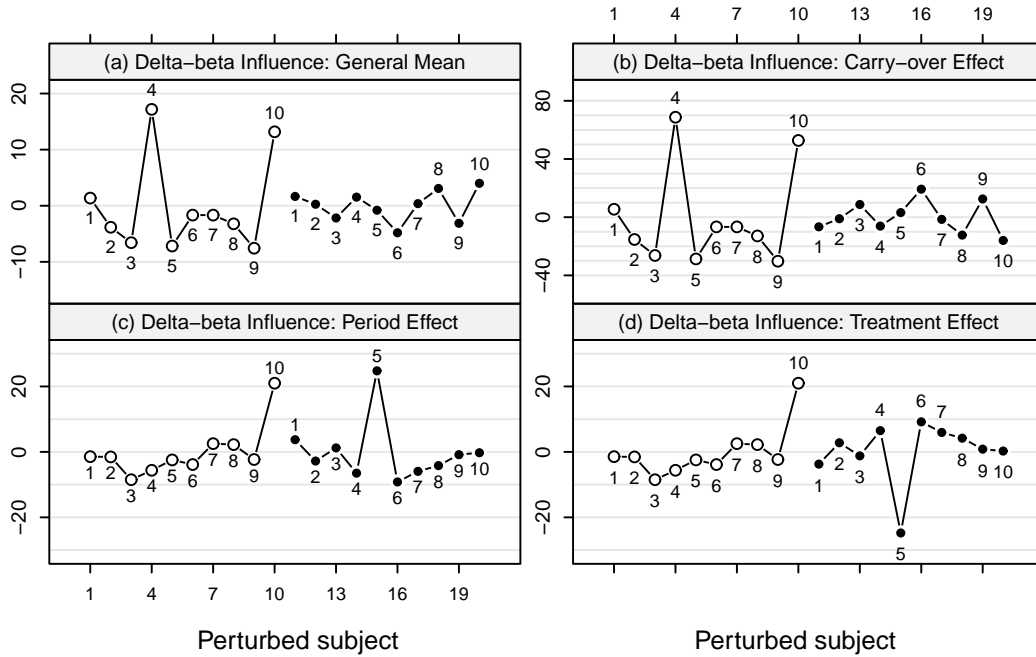 1 4 7 10 13 16 19
(a) Delta−beta Influence: General Mean
20
10
0
−10
1 2 3 4 5 6 7 8 9 10
1 2 3 4 5 6 7 8 9 10
(b) Delta−beta Influence: Carry−over Effect
80
40
0
−40
1 2 3 4 5 6 7 8 9 10
1 2 3 4 5 6 7 8 9 10
(c) Delta−beta Influence: Period Effect
20
0
−20
1 2 3 4 5 6 7 8 9 10
1 2 3 4 5 6 7 8 9 10
(d) Delta−beta Influence: Treatment Effect
20
0
−20
1 2 3 4 5 6 7 8 9 10
1 2 3 4 5 6 7 8 9 10
1 4 7 10 13 16 19
Perturbed subject
Perturbed subject